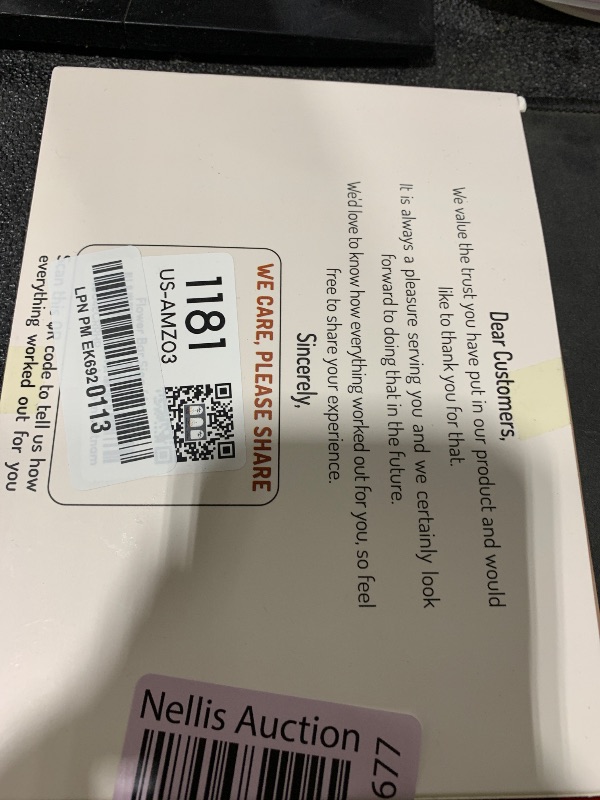 Dear Customers,
We value the trust you have put in our product and would
like to thank you for that.
It is always a pleasure serving you and we certainly look
forward to doing that in the future.
We'd love to know how everything worked out for you, so feel
free to share your experience.
Sincerely,
WE CARE, PLEASE SHARE
1181
US-AMZ03
LPN PM EK6920113
code to tell us how
everything worked out for you
Nellis Auction
677